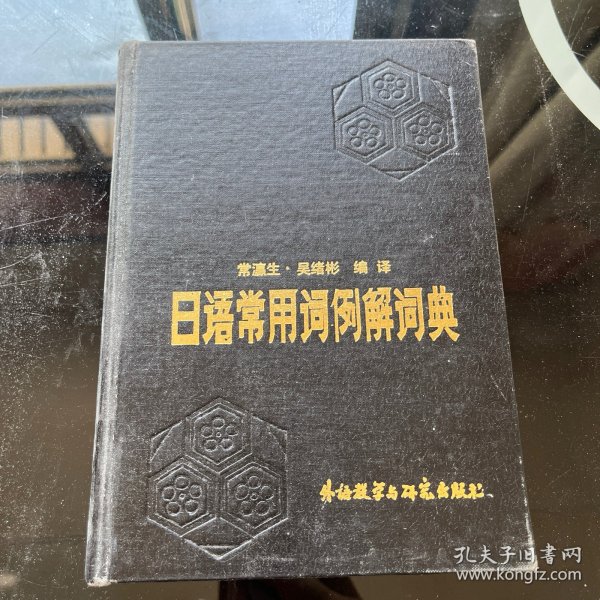 常瀛生·吴绪彬 编译
日语常用词例解词典
外语教学与研究出版社
孔夫子旧书网
www.kongfz.com